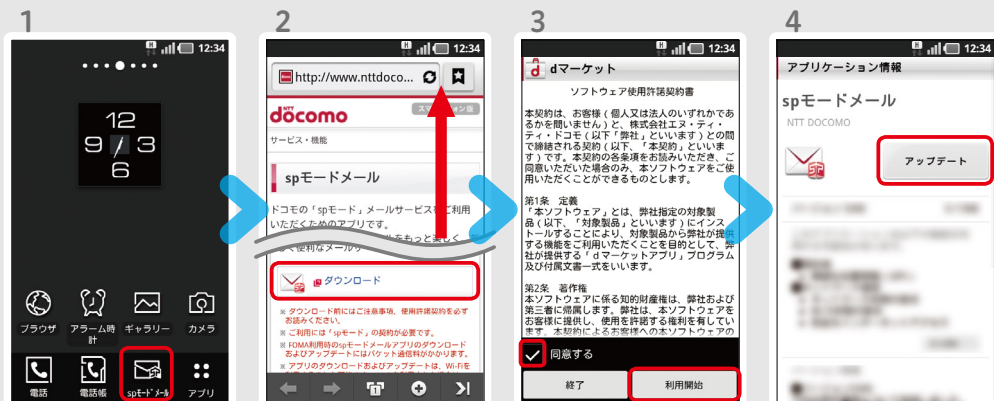 1
12:34
12
9 3
6
ブラウザ
アラーム時計
ギャラリー
カメラ
電話
電話帳
spモードメール
アプリ
2
12:34
http://www.nttdoco...
NTT
docomo
サービス・機能
spモードメール
ドコモの「spモード」メールサービスをご利用
いただくためのアプリです。
ダウンロード
※ ダウンロード前にはご注意事項、使用許諾契約を必ず
お読みください。
※ ご利用には「spモード」の契約が必要です。
※ FOMA利用時のspモードメールアプリのダウンロード
およびアップデートにはパケット通信料がかかります。
※ アプリのダウンロードおよびアップデートは、Wi-Fiを
3
12:34
dマーケット
ソフトウェア使用許諾契約書
本契約は、お客様(個人又は法人のいずれかであ
るかを問いません)と、株式会社エヌ・ティ・
ティ・ドコモ(以下「弊社」といいます)との間
で締結される契約(以下、「本契約」といいま
す)です。本契約の各条項をお読みいただき、ご
同意いただいた場合のみ、本ソフトウェアをご使
用いただくことができるものとします。
第1条 定義
「本ソフトウェア」とは、弊社指定の対象製
品(以下、「対象製品」といいます)にインス
トールすることにより、対象製品から弊社が提供
する機能をご利用いただくことを目的として、弊
社が提供する「dマーケットアプリ」プログラム
及び付属文書一式をいいます。
第2条 著作権
本ソフトウェアに係る知的財産権は、弊社および
第三者に帰属します。弊社は、本ソフトウェアを
お客様に提供し、使用を許諾する権利を有してい
ます。本契約によるお客様への本ソフトウェアの
同意する
終了
利用開始
4
12:34
アプリケーション情報
spモードメール
NTT DOCOMO
アップデート